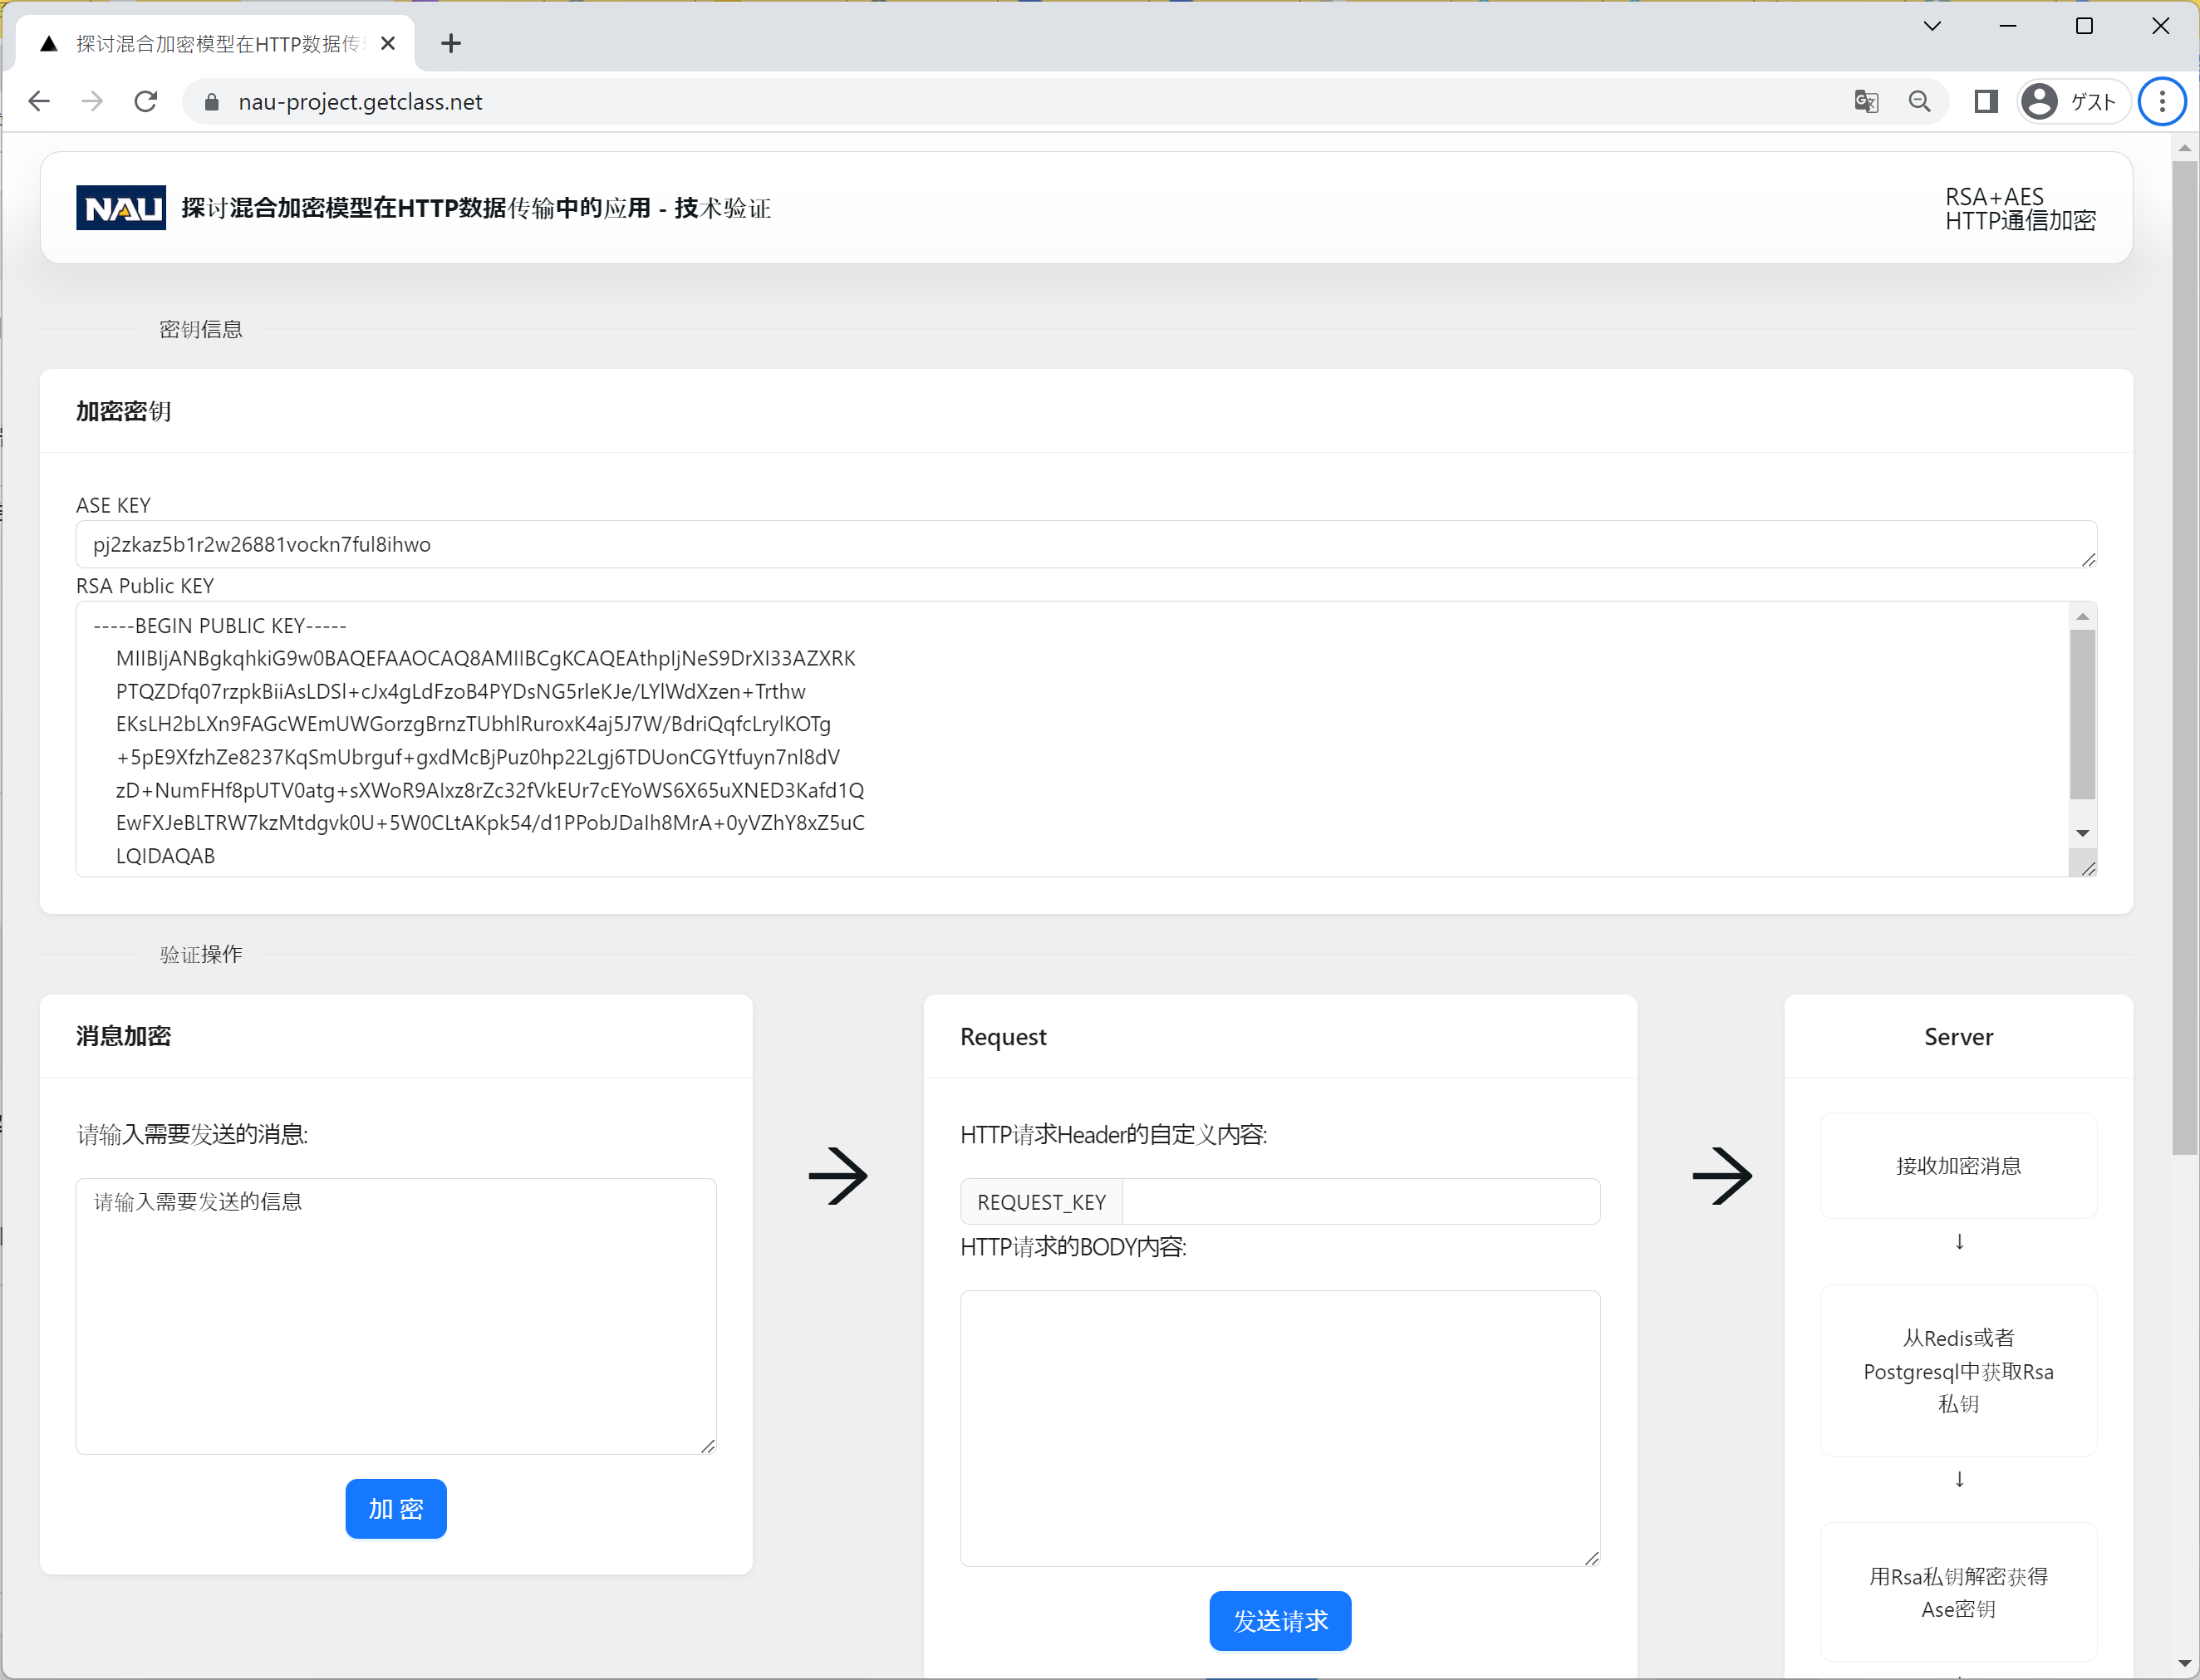 探讨混合加密模型在HTTP数据传
nau-project.getclass.net
ゲスト
NAU
探讨混合加密模型在HTTP数据传输中的应用 - 技术验证
RSA+AES
HTTP通信加密
密钥信息
加密密钥
ASE KEY
pj2zkaz5b1r2w26881vockn7ful8ihwo
RSA Public KEY
-----BEGIN PUBLIC KEY-----
MIIBIjANBgkqhkiG9w0BAQEFAAOCAQ8AMIIBCgKCAQEAthpIjNeS9DrXI33AZXRK
PTQZDfq07rzpkBiiAsLDSl+cJx4gLdFzoB4PYDsNG5rleKJe/LYlWdXzen+Trthw
EKsLH2bLXn9FAGcWEmUWGorzgBrnzTUbhlRuroxK4aj5J7W/BdriQqfcLrylKOTg
+5pE9XfzhZe8237KqSmUbrguf+gxdMcBjPuz0hp22Lgj6TDUonCGYtfuyn7nl8dV
zD+NumFHf8pUTV0atg+sXWoR9AIxz8rZc32fVkEUr7cEYoWS6X65uXNED3Kafd1Q
EwFXJeBLTRW7kzMtdgvk0U+5W0CLtAKpk54/d1PPobJDaIh8MrA+0yVZhY8xZ5uC
LQIDAQAB
验证操作
消息加密
请输入需要发送的消息:
请输入需要发送的信息
加 密
Request
HTTP请求Header的自定义内容:
REQUEST_KEY
HTTP请求的BODY内容:
发送请求
Server
接收加密消息
↓
从Redis或者
Postgresql中获取Rsa
私钥
↓
用Rsa私钥解密获得
Ase密钥